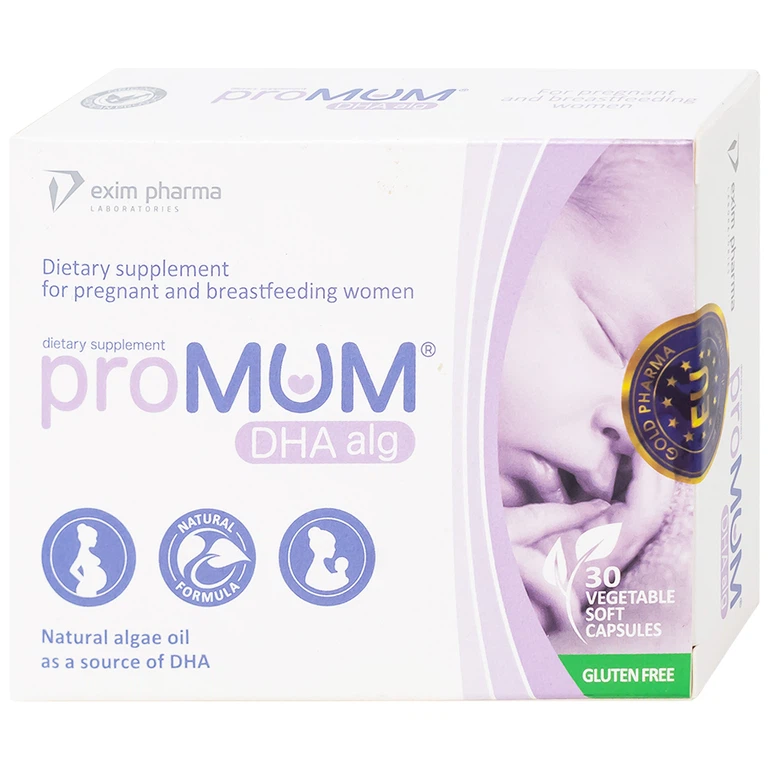 proMUM®
DHA alg
For pregnant
and breastfeeding
women
exim pharma
LABORATORIES
Dietary supplement
for pregnant and breastfeeding women
dietary supplement
proMUM®
DHA alg
NATURAL
FORMULA
Natural algae oil
as a source of DHA
30
VEGETABLE
SOFT
CAPSULES
GLUTEN FREE
GOLD PHARMA
EU
exim pharma
proMUM
DHA alg